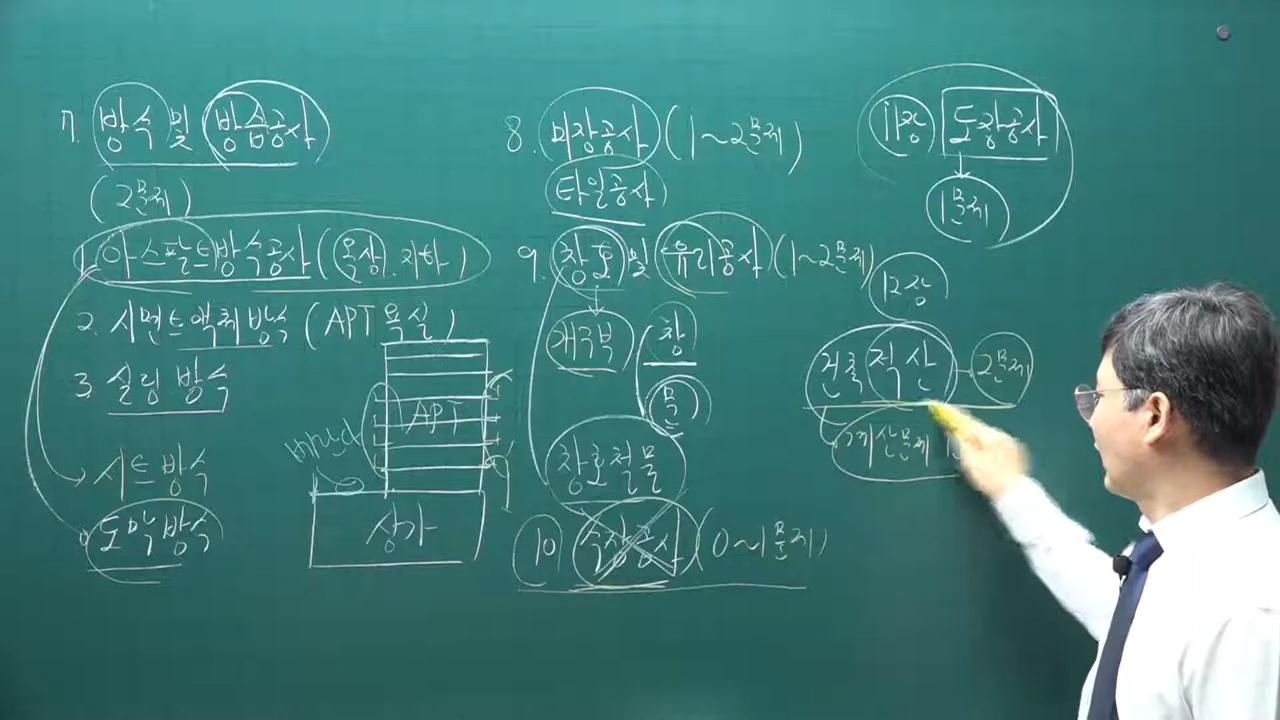 7. 방수 및 방습공사
(2문제)
1. 아스팔트방수공사 (옥상. 지하)
2. 시멘트액체방수 (APT 욕실)
3. 실링 방수
시트방수
도막방수
APT
상가
8. 미장공사 (1~2문제)
타일공사
9. 창호 및 유리공사 (1~2문제)
개구부
창
문
창호철물
10 수장공사 (0~1문제)
11장 도장공사
1문제
12장
건축적산 - 2문제
계산문제